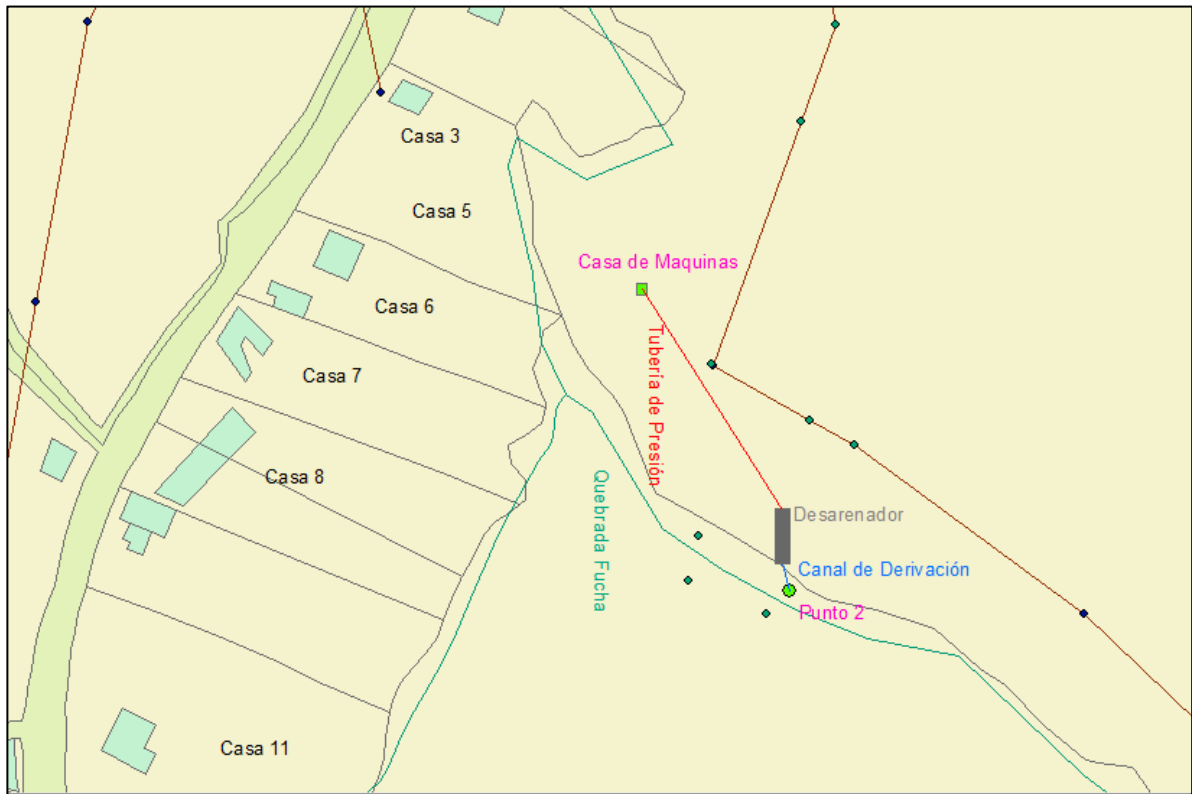 Casa 3
Casa 5
Casa de Maquinas
Casa 6
Tubería de Presión
Casa 7
Casa 8
Quebrada Fucha
Desarenador
Canal de Derivación
Punto 2
Casa 11